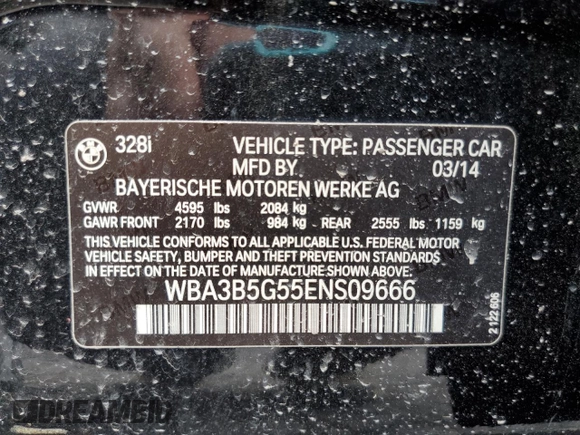 328i VEHICLE TYPE: PASSENGER CAR
MFD BY 03/14
BAYERISCHE MOTOREN WERKE AG
GVWR 4595 lbs 2084 kg
GAWR FRONT 2170 lbs 984 kg REAR 2555 lbs 1159 kg
THIS VEHICLE CONFORMS TO ALL APPLICABLE U.S. FEDERAL MOTOR
VEHICLE SAFETY, BUMPER AND THEFT PREVENTION STANDARDS
IN EFFECT ON THE DATE OF MANUFACTURE SHOWN ABOVE.
WBA3B5G55ENS09666
2 122 606
DREAMBID